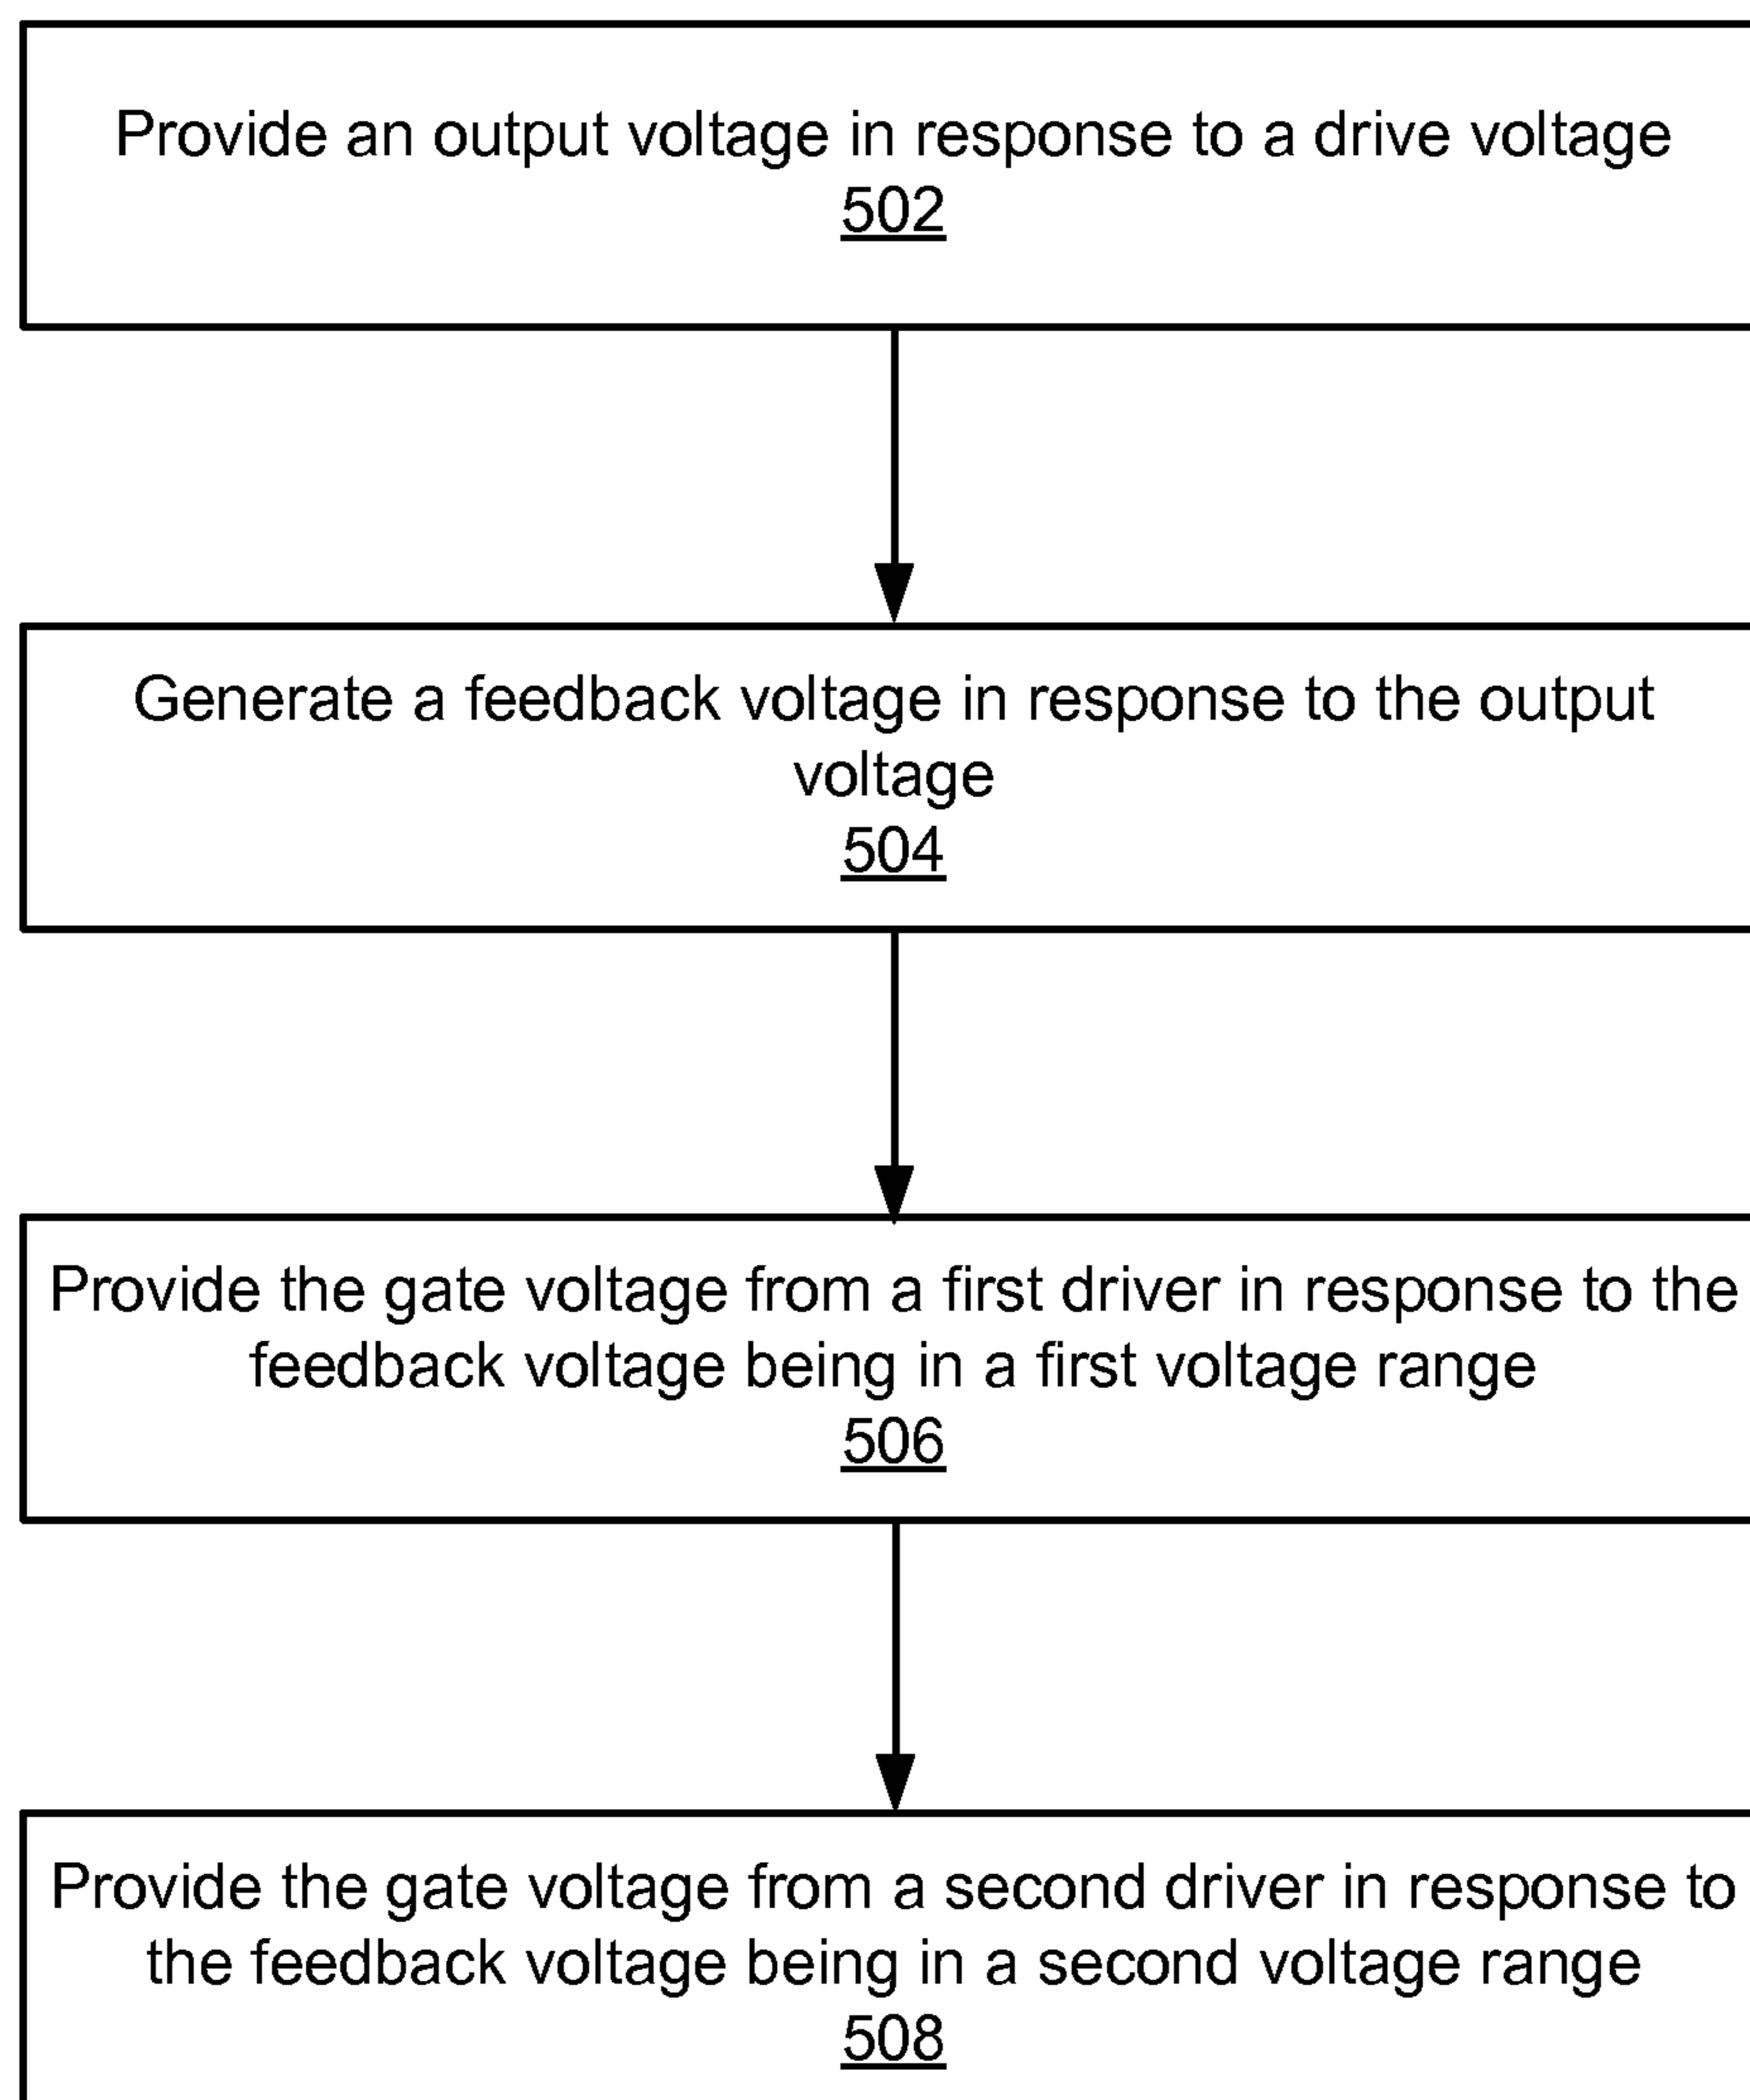 Provide an output voltage in response to a drive voltage
502
Generate a feedback voltage in response to the output
voltage
504
Provide the gate voltage from a first driver in response to the
feedback voltage being in a first voltage range
506
Provide the gate voltage from a second driver in response to
the feedback voltage being in a second voltage range
508